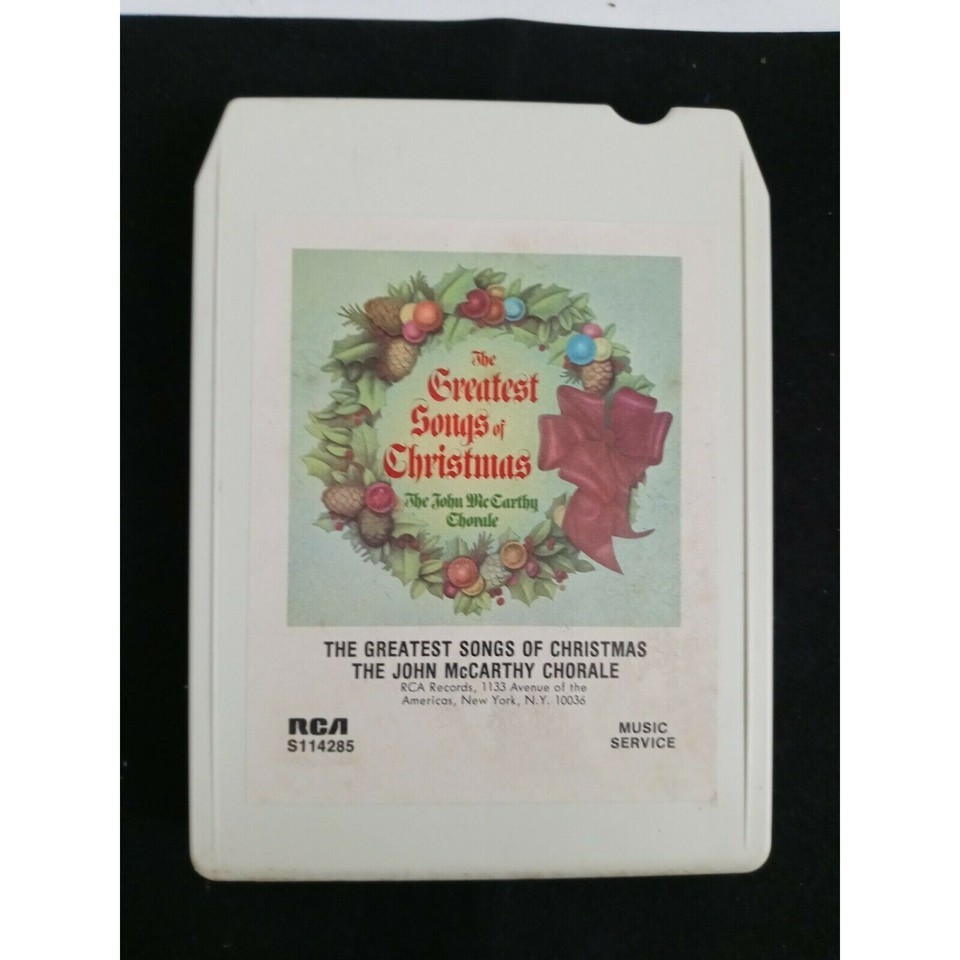 The
Greatest
Songs of
Christmas
The John McCarthy
Chorale
THE GREATEST SONGS OF CHRISTMAS
THE JOHN McCARTHY CHORALE
RCA Records, 1133 Avenue of the
Americas, New York, N.Y. 10036
RCA
S114285
MUSIC
SERVICE